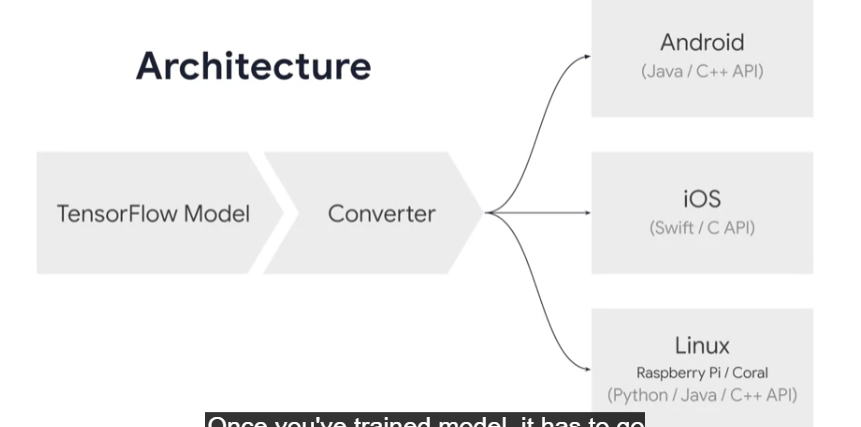 Architecture
TensorFlow Model
Converter
Android
(Java / C++ API)
iOS
(Swift / C API)
Linux
Raspberry Pi / Coral
(Python / Java / C++ API)
Once you've trained model, it has to go